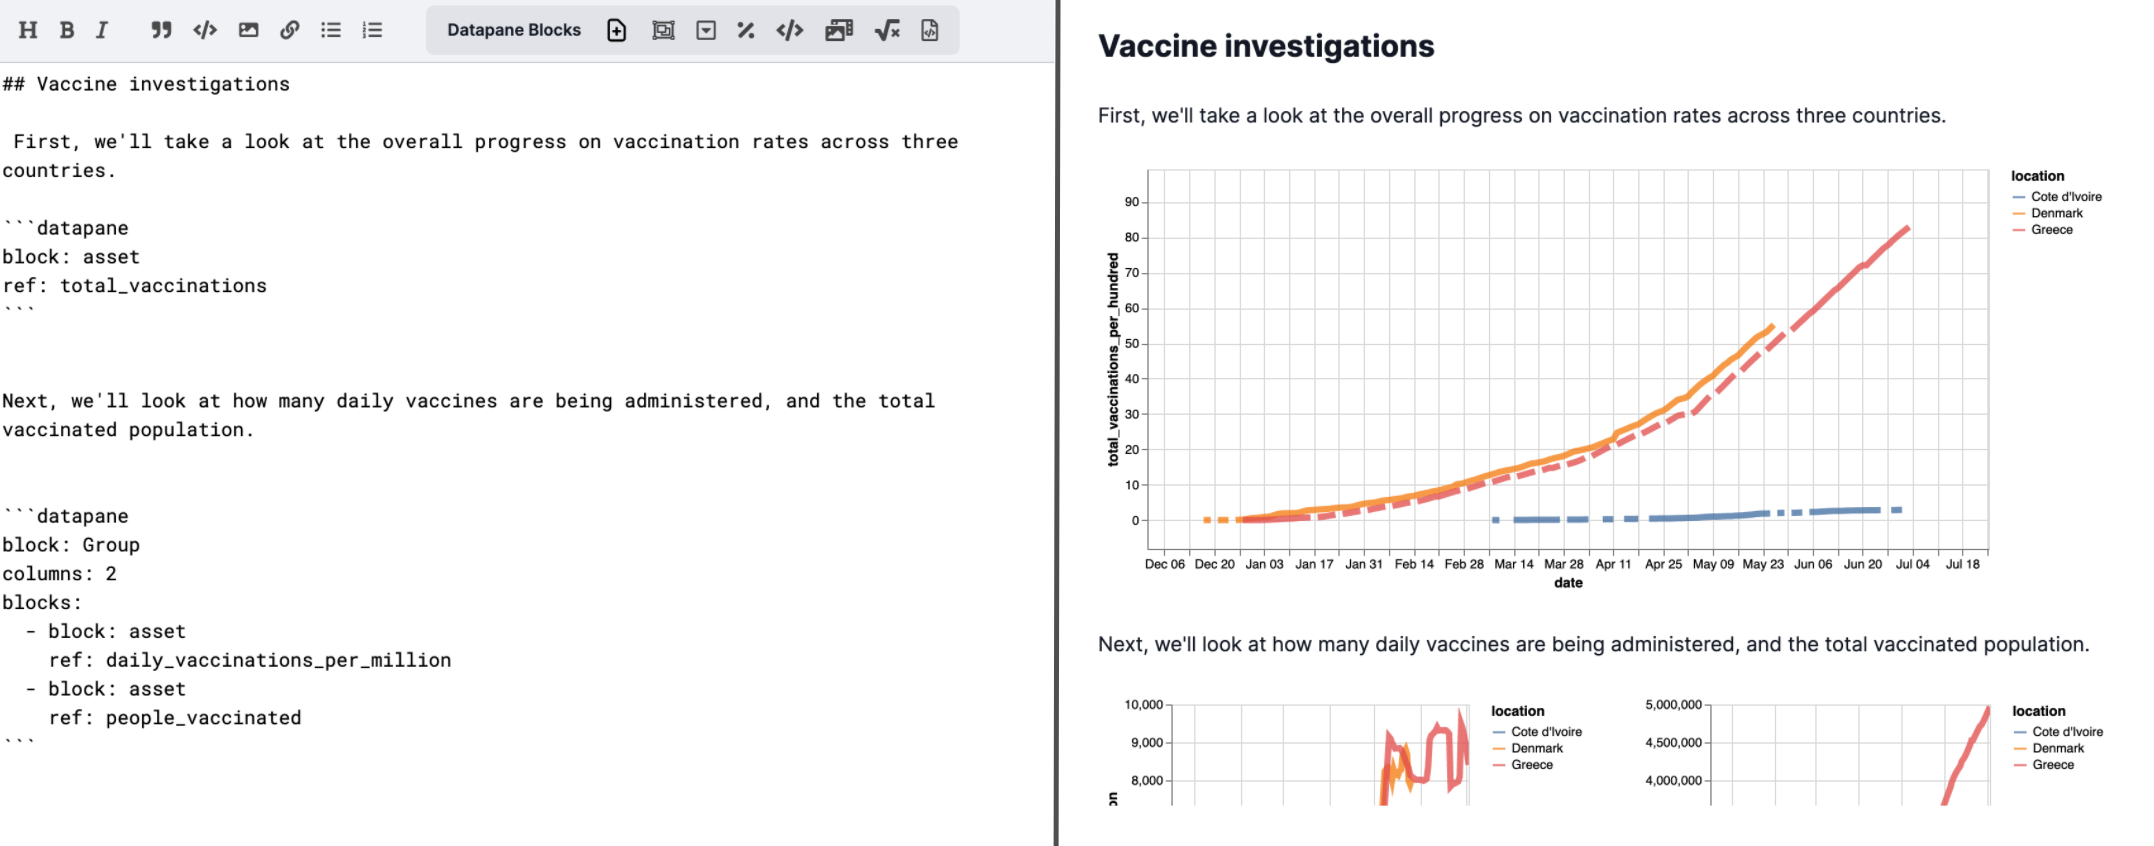 H B I Datapane Blocks
## Vaccine investigations
First, we'll take a look at the overall progress on vaccination rates across three
countries.
```datapane
block: asset
ref: total_vaccinations
```
Next, we'll look at how many daily vaccines are being administered, and the total
vaccinated population.
```datapane
block: Group
columns: 2
blocks:
- block: asset
ref: daily_vaccinations_per_million
- block: asset
ref: people_vaccinated
```
Vaccine investigations
First, we'll take a look at the overall progress on vaccination rates across three countries.
total_vaccinations_per_hundred
90
80
70
60
50
40
30
20
10
0
Dec 06 Dec 20 Jan 03 Jan 17 Jan 31 Feb 14 Feb 28 Mar 14 Mar 28 Apr 11 Apr 25 May 09 May 23 Jun 06 Jun 20 Jul 04 Jul 18
date
location
Cote d'Ivoire
Denmark
Greece
Next, we'll look at how many daily vaccines are being administered, and the total vaccinated population.
10,000
9,000
8,000
on
location
Cote d'Ivoire
Denmark
Greece
5,000,000
4,500,000
4,000,000
location
Cote d'Ivoire
Denmark
Greece